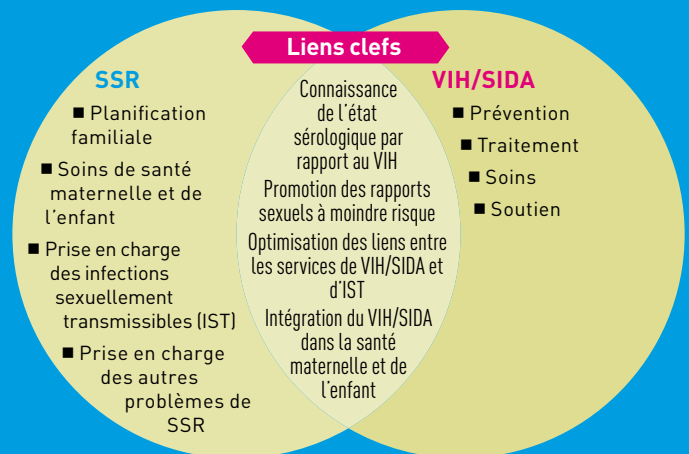 Liens clefs
SSR
■ Planification
familiale
■ Soins de santé
maternelle et de
l'enfant
■ Prise en charge
des infections
sexuellement
transmissibles (IST)
■ Prise en charge
des autres
problèmes de
SSR
Connaissance
de l'état
sérologique par
rapport au VIH
Promotion des rapports
sexuels à moindre risque
Optimisation des liens entre
les services de VIH/SIDA et
d'IST
Intégration du VIH/SIDA
dans la santé
maternelle et de
l'enfant
VIH/SIDA
■ Prévention
■ Traitement
■ Soins
■ Soutien